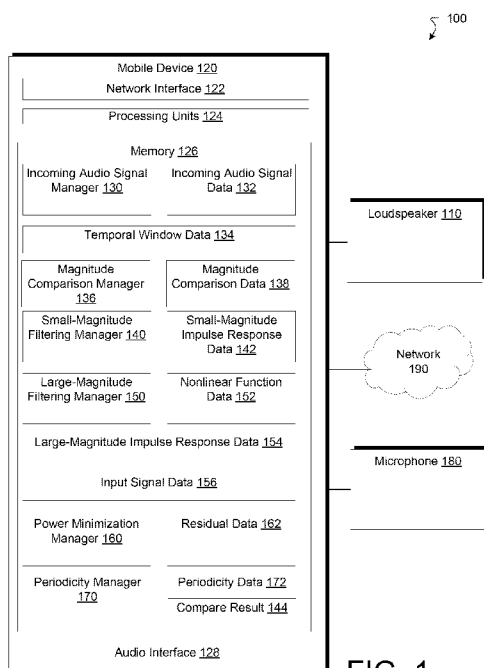 100
Mobile Device 120
Network Interface 122
Processing Units 124
Memory 126
Incoming Audio Signal
Manager 130
Incoming Audio Signal
Data 132
Temporal Window Data 134
Magnitude
Comparison Manager
136
Magnitude
Comparison Data 138
Small-Magnitude
Filtering Manager 140
Small-Magnitude
Impulse Response
Data 142
Large-Magnitude
Filtering Manager 150
Nonlinear Function
Data 152
Large-Magnitude Impulse Response Data 154
Input Signal Data 156
Power Minimization
Manager 160
Residual Data 162
Periodicity Manager
170
Periodicity Data 172
Compare Result 144
Audio Interface 128
Loudspeaker 110
Network
190
Microphone 180
FIG. 1